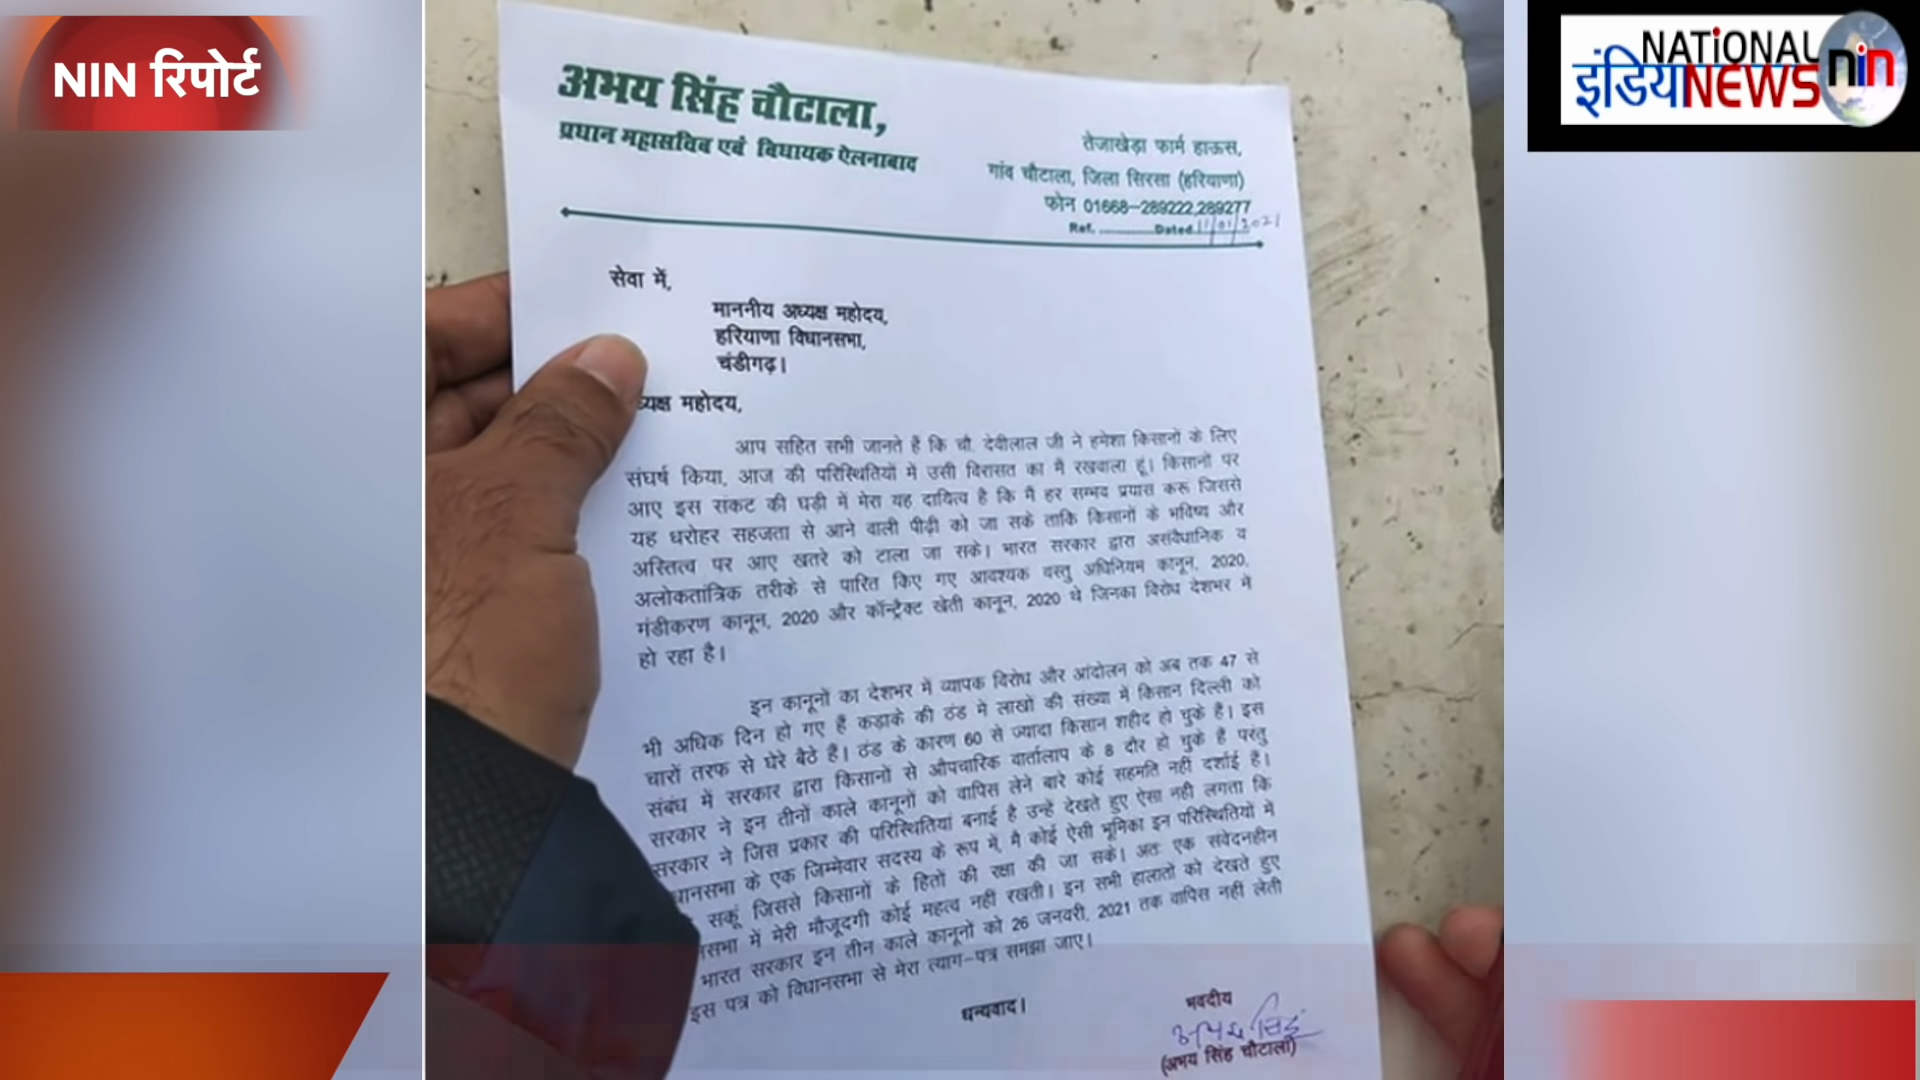 NIN रिपोर्ट
NATiONAL
इंडिया NEWS nin
अभय सिंह चौटाला,
प्रधान महासचिव एवं विधायक ऐलनाबाद
तेजाखेड़ा फार्म हाऊस,
गांव चौटाला, जिला सिरसा (हरियाणा)
फोन 01668-289222,289277
Ref. ............Dated 11/01/2021
सेवा में,
माननीय अध्यक्ष महोदय,
हरियाणा विधानसभा,
चंडीगढ़।
ध्यक्ष महोदय,
आप सहित सभी जानते हैं कि चौ. देवीलाल जी ने हमेशा किसानों के लिए
संघर्ष किया, आज की परिस्थितियों में उसी विरासत का मैं रखवाला हूं। किसानों पर
आए इस संकट की घड़ी में मेरा यह दायित्व है कि मैं हर सम्भव प्रयास करू जिससे
यह धरोहर सहजता से आने वाली पीढ़ी को जा सके ताकि किसानों के भविष्य और
अस्तित्व पर आए खतरे को टाला जा सके। भारत सरकार द्वारा असंवैधानिक व
अलोकतांत्रिक तरीके से पारित किए गए आवश्यक वस्तु अधिनियम कानून, 2020,
मंडीकरण कानून, 2020 और कॉन्ट्रैक्ट खेती कानून, 2020 थे जिनका विरोध देशभर में
हो रहा है।
इन कानूनों का देशभर में व्यापक विरोध और आंदोलन को अब तक 47 से
भी अधिक दिन हो गए हैं कड़ाके की ठंड मे लाखों की संख्या में किसान दिल्ली को
चारों तरफ से घेरे बैठे हैं। ठंड के कारण 60 से ज्यादा किसान शहीद हो चुके हैं। इस
संबंध में सरकार द्वारा किसानों से औपचारिक वार्तालाप के 8 दौर हो चुके हैं परंतु
सरकार ने इन तीनों काले कानूनों को वापिस लेने बारे कोई सहमति नहीं दर्शाई है।
सरकार ने जिस प्रकार की परिस्थितियां बनाई है उन्हें देखते हुए ऐसा नही लगता कि
धानसभा के एक जिम्मेवार सदस्य के रूप में, मै कोई ऐसी भूमिका इन परिस्थितियों में
सकूं जिससे किसानों के हितों की रक्षा की जा सके। अतः एक संवेदनहीन
नसभा में मेरी मौजूदगी कोई महत्व नहीं रखती। इन सभी हालातों को देखते हुए
भारत सरकार इन तीन काले कानूनों को 26 जनवरी, 2021 तक वापिस नहीं लेती
इस पत्र को विधानसभा से मेरा त्याग-पत्र समझा जाए।
धन्यवाद।
भवदीय
अभय सिंह
(अभय सिंह चौटाला)